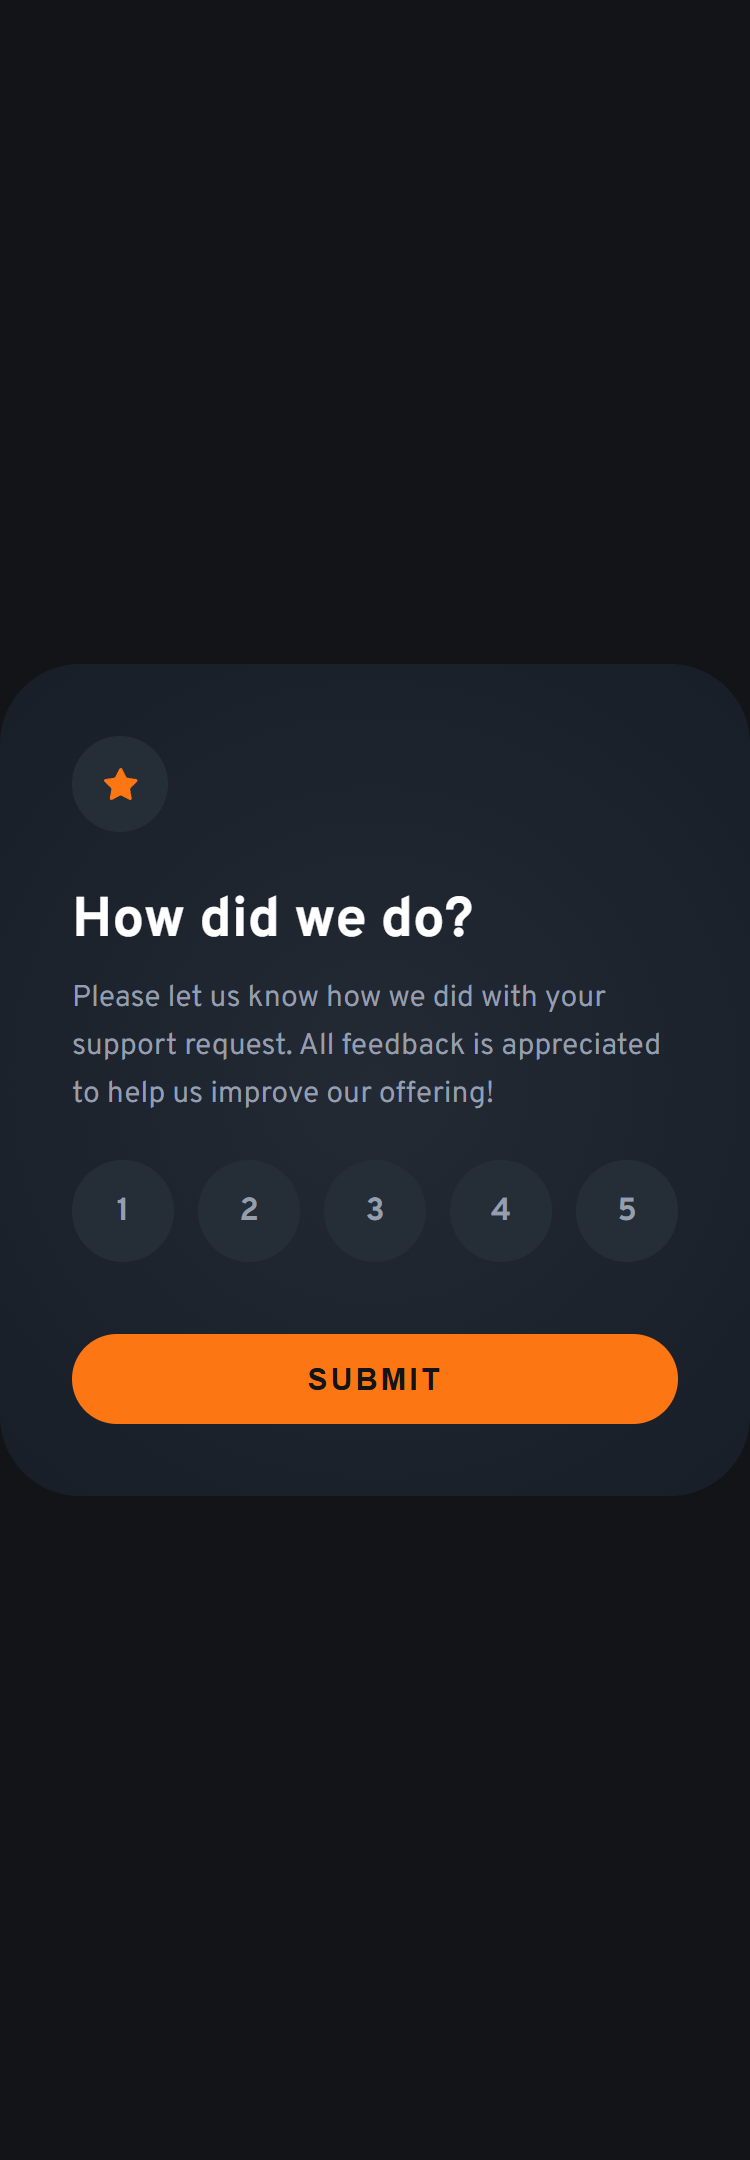 How did we do?
Please let us know how we did with your
support request. All feedback is appreciated
to help us improve our offering!
1 2 3 4 5
SUBMIT